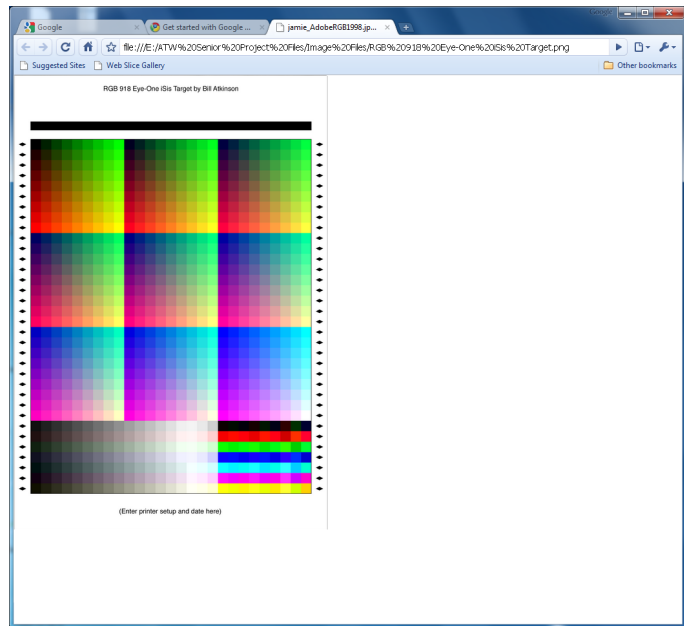 Google
Google
Get started with Google ...
jamie_AdobeRGB1998.jp...
file:///E:/ATW%20Senior%20Project%20Files/Image%20Files/RGB%20918%20Eye-One%20iSis%20Target.png
Suggested Sites
Web Slice Gallery
Other bookmarks
RGB 918 Eye-One iSis Target by Bill Atkinson
(Enter printer setup and date here)